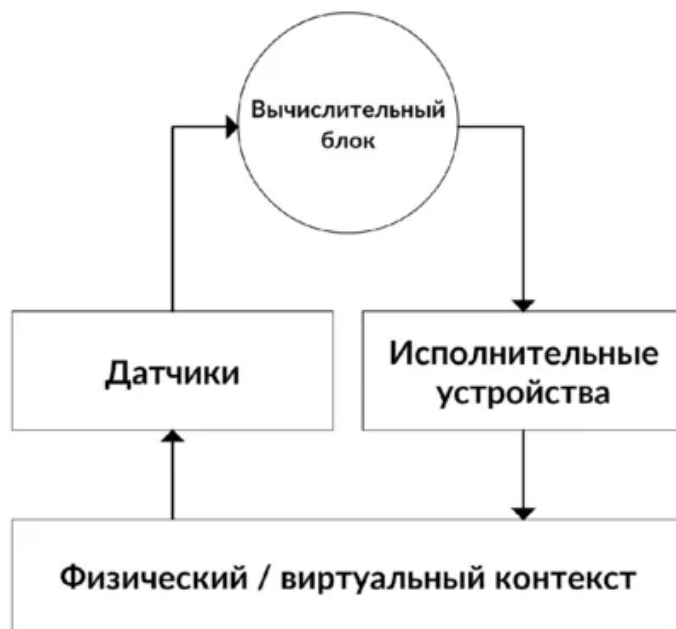 Вычислительный
блок
Датчики
Исполнительные
устройства
Физический / виртуальный контекст